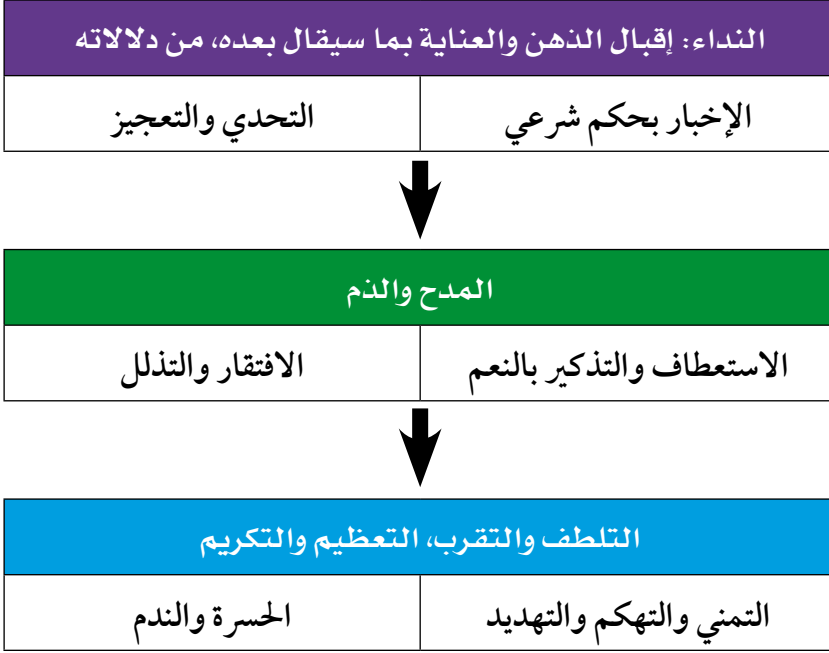 النداء: إقبال الذهن والعناية بما سيقال بعده، من دلالاته
الإخبار بحكم شرعي
التحدي والتعجيز
المدح والذم
الاستعطاف والتذكير بالنعم
الافتقار والتذلل
التلطف والتقرب، التعظيم والتكريم
التمني والتهكم والتهديد
الحسرة والندم